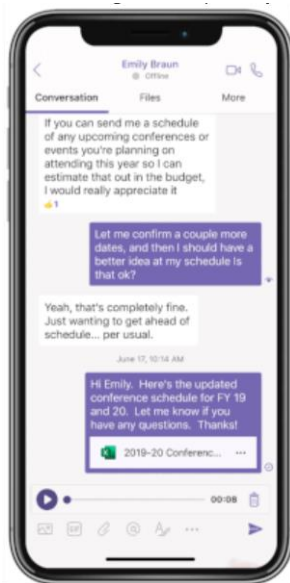 Emily Braun
Offline
Conversation Files More
If you can send me a schedule
of any upcoming conferences or
events you're planning on
attending this year so I can
estimate that out in the budget,
I would really appreciate it
👍1
Let me confirm a couple more
dates, and then I should have a
better idea at my schedule Is
that ok?
Yeah, that's completely fine.
Just wanting to get ahead of
schedule... per usual.
June 17, 10:14 AM
Hi Emily. Here's the updated
conference schedule for FY 19
and 20. Let me know if you
have any questions. Thanks!
2019-20 Conferenc... ...
00:08
GIF